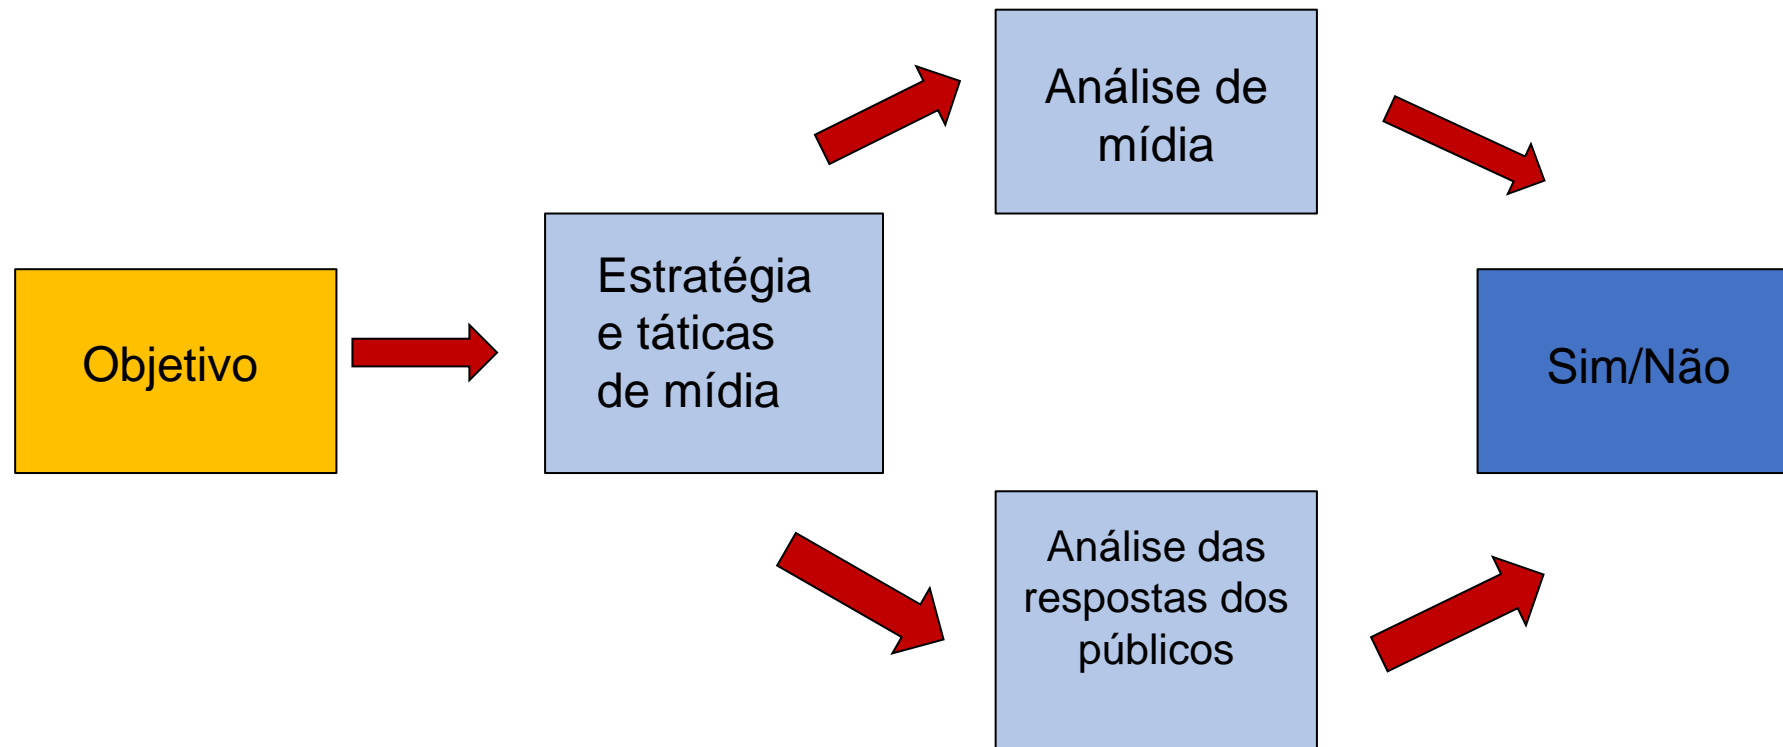 Objetivo
Estratégia
e táticas
de mídia
Análise de
mídia
Análise das
respostas dos
públicos
Sim/Não